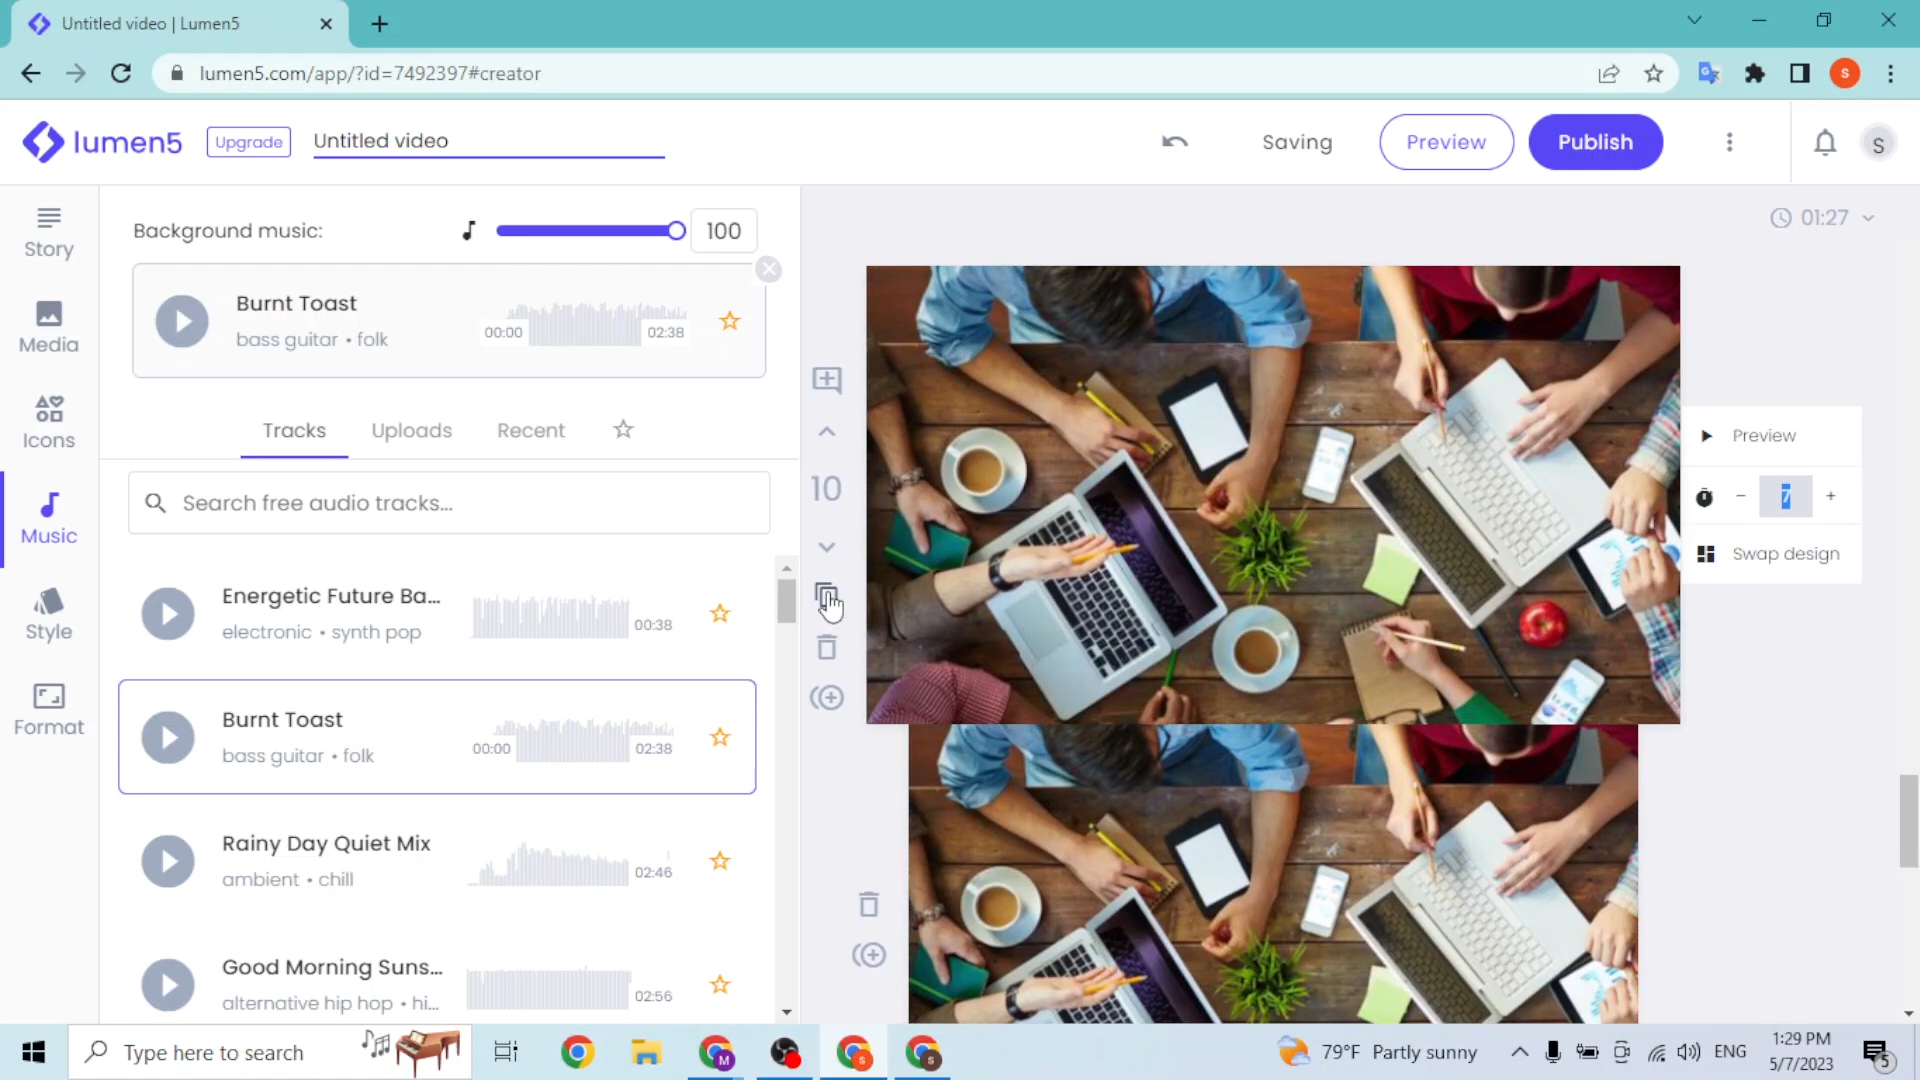 Untitled video | Lumen5
lumen5.com/app/?id=7492397#creator
S
lumen5
Upgrade
Untitled video
Saving
Preview
Publish
S
Story
Media
Icons
Music
Style
Format
Background music:
100
Burnt Toast
bass guitar • folk
00:00
02:38
Tracks
Uploads
Recent
Search free audio tracks...
Energetic Future Ba...
electronic • synth pop
00:38
Burnt Toast
bass guitar • folk
00:00
02:38
Rainy Day Quiet Mix
ambient • chill
02:46
Good Morning Suns...
alternative hip hop • hi...
02:56
01:27
10
Preview
7
Swap design
Type here to search
M
S
S
79°F Partly sunny
ENG
1:29 PM
5/7/2023
5